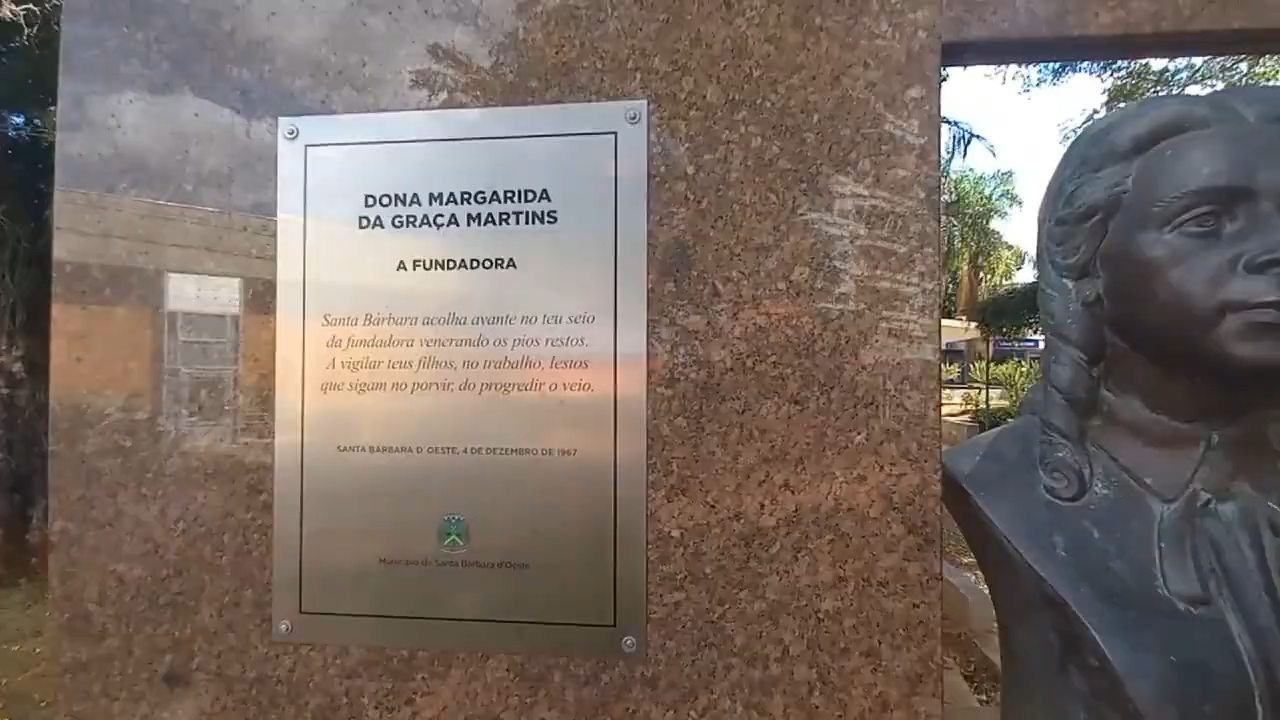 DONA MARGARIDA
DA GRAÇA MARTINS
A FUNDADORA
Santa Bárbara acolha avante no teu seio
da fundadora venerando os pios restos.
A vigilar teus filhos, no trabalho, lestos
que sigam no porvir, do progredir o veio.
SANTA BÁRBARA D' OESTE, 4 DE DEZEMBRO DE 1967
Município de Santa Bárbara d'Oeste